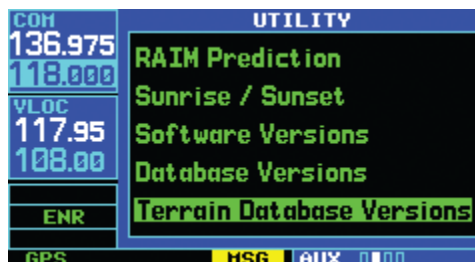 COM
136.975
118.000
VLOC
117.95
108.00
ENR
GPS
UTILITY
RAIM Prediction
Sunrise / Sunset
Software Versions
Database Versions
Terrain Database Versions
MSG
AUX